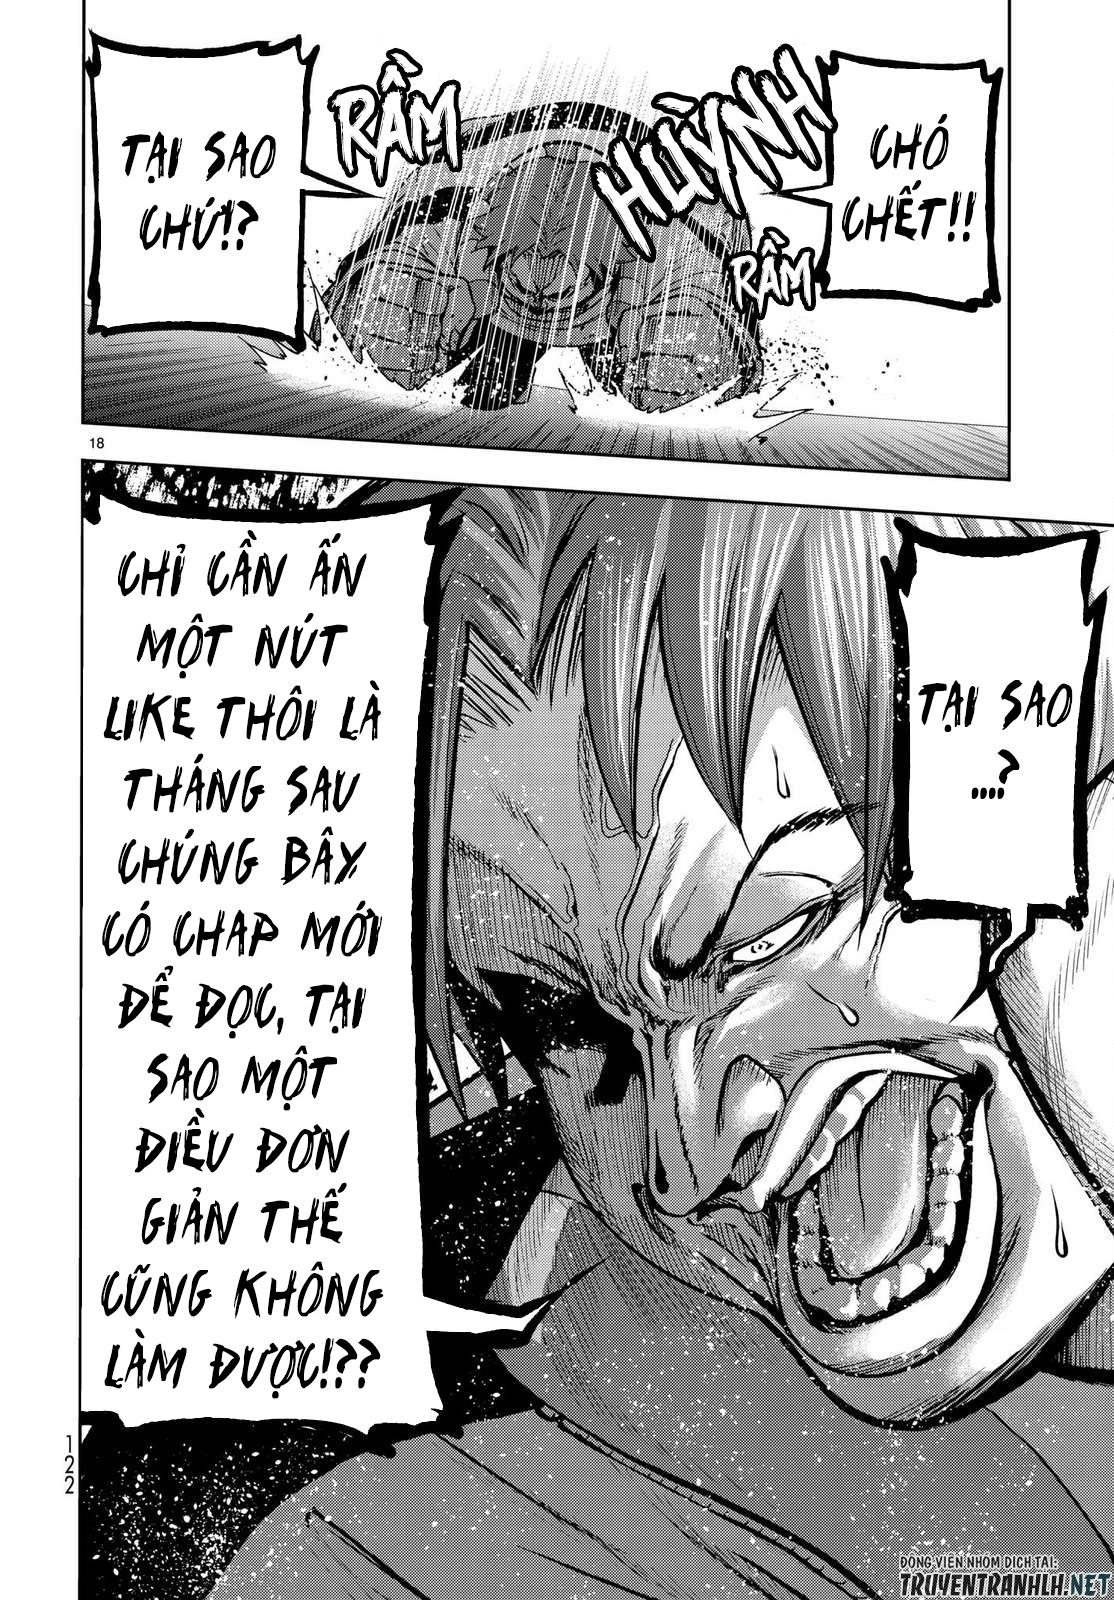 CHÓ
CHẾT!!
HUỲNH
RẦM
RẦM
TẠI SAO
CHỨ!?
18
TẠI SAO
....?
CHỈ CẦN ẤN
MỘT NÚT
LIKE THÔI LÀ
THÁNG SAU
CHÚNG BÂY
CÓ CHAP MỚI
ĐỂ ĐỌC, TẠI
SAO MỘT
ĐIỀU ĐƠN
GIẢN THẾ
CŨNG KHÔNG
LÀM ĐƯỢC!??
122
ĐỘNG VIÊN NHÓM DỊCH TẠI:
TRUYENTRANHLH.NET